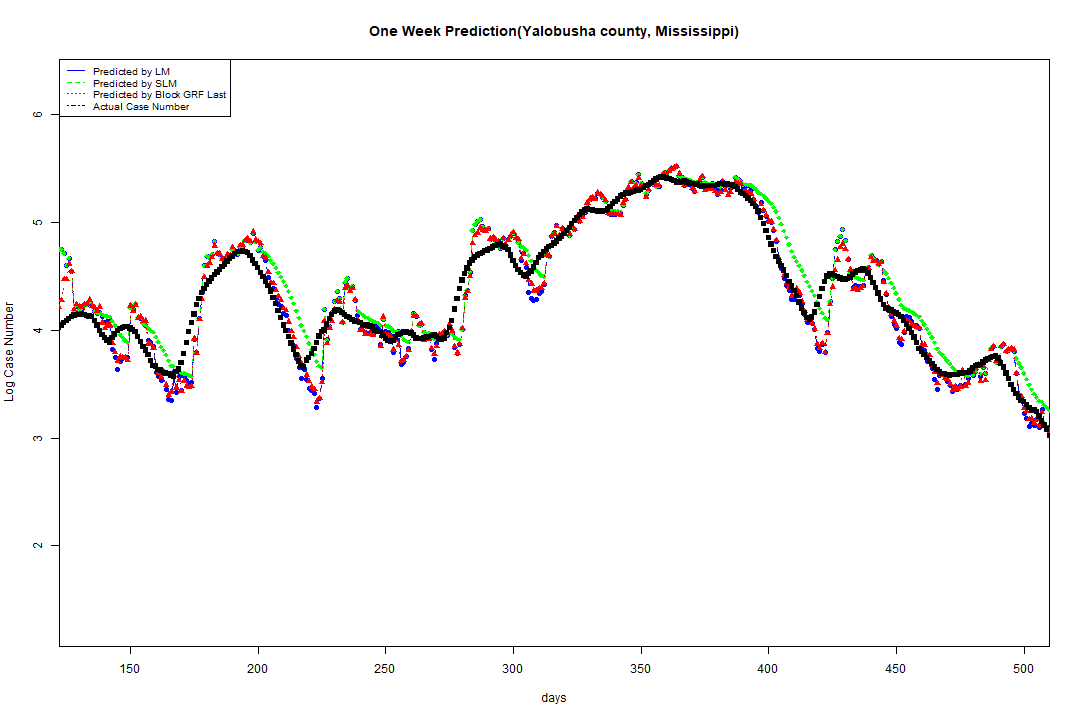 One Week Prediction(Yalobusha county, Mississippi)
Predicted by LM
Predicted by SLM
Predicted by Block GRF Last
Actual Case Number
6
5
4
3
2
Log Case Number
150 200 250 300 350 400 450 500
days